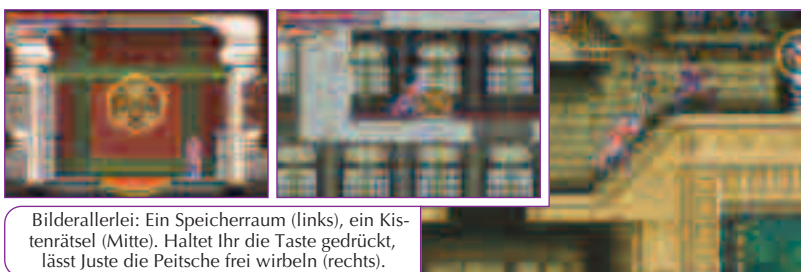 Bilderallerlei: Ein Speicherraum (links), ein Kis-
tenrätsel (Mitte). Haltet Ihr die Taste gedrückt,
lässt Juste die Peitsche frei wirbeln (rechts).